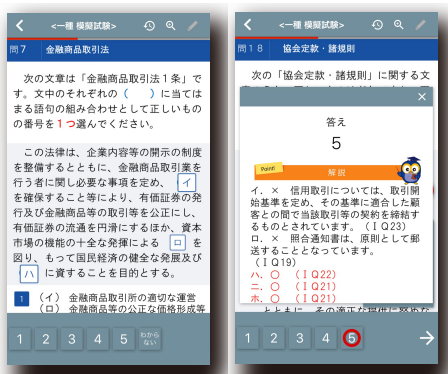 <一種 模擬試験>
問7 金融商品取引法
次の文章は「金融商品取引法1条」で
す。文中のそれぞれの（　）に当ては
まる語句の組み合わせとして正しいもの
の番号を1つ選んでください。
この法律は、企業内容等の開示の制度
を整備するとともに、金融商品取引業を
行う者に関し必要な事項を定め、 イ
を確保すること等により、有価証券の発
行及び金融商品等の取引等を公正にし、
有価証券の流通を円滑にするほか、資本
市場の機能の十全な発揮による ロ を
図り、もって国民経済の健全な発展及び
ハ に資することを目的とする。
1 （イ） 金融商品取引所の適切な運営
（ロ） 金融商品等の公正な価格形成等
1 2 3 4 5 わからない
<一種 模擬試験>
問18 協会定款・諸規則
次の「協会定款・諸規則」に関する文
×
答え
5
Point!
解説
イ．× 信用取引については、取引開
始基準を定め、その基準に適合した顧
客との間で当該取引等の契約を締結す
るものとされています。（ＩQ23）
ロ．× 照合通知書は、原則として郵
送することとなっています。
（ＩQ19）
ハ．○ （ＩQ22）
ニ．○ （ＩQ21）
ホ．○ （ＩQ21）
とともに、その適正な提供に努めな
1 2 3 4 5